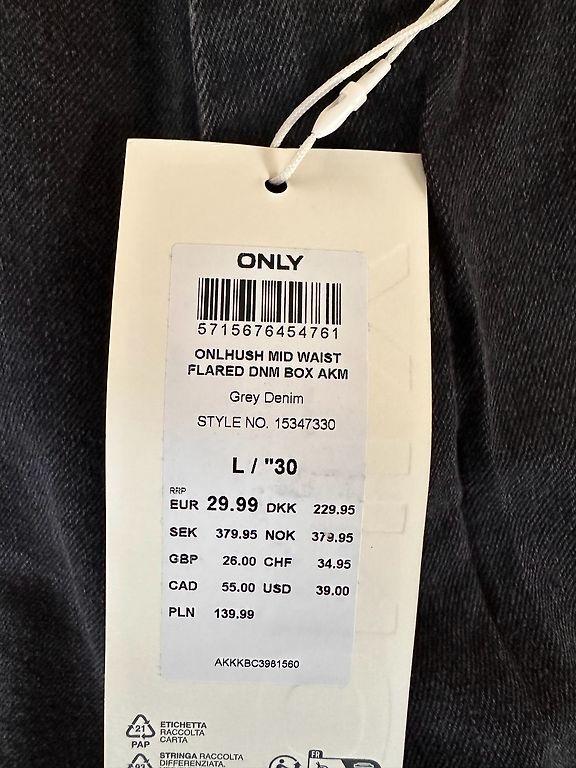 ONLY
5715676454761
ONLHUSH MID WAIST
FLARED DNM BOX AKM
Grey Denim
STYLE NO. 15347330
L / "30
RRP
EUR 29.99 DKK 229.95
SEK 379.95 NOK 379.95
GBP 26.00 CHF 34.95
CAD 55.00 USD 39.00
PLN 139.99
AKKKBC3981560
21
PAP
ETICHETTA
RACCOLTA
CARTA
STRINGA RACCOLTA
DIFFERENZIATA.
FR